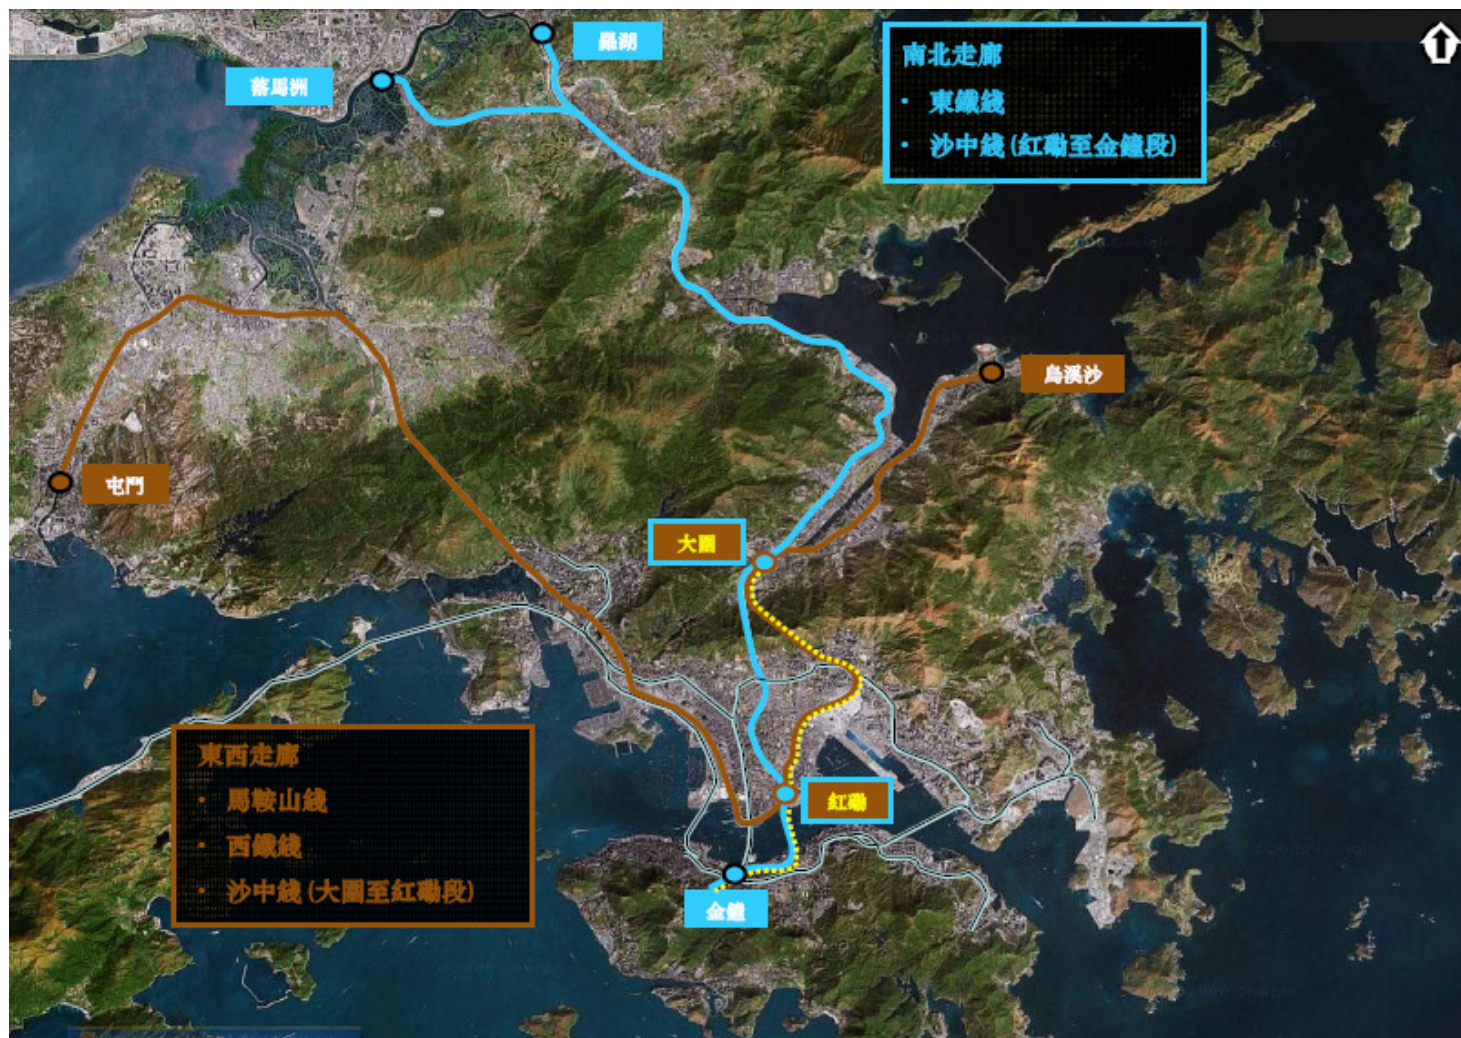 羅湖
落馬洲
南北走廊
• 東鐵綫
• 沙中綫 (紅磡至金鐘段)
烏溪沙
屯門
大圍
東西走廊
• 馬鞍山綫
• 西鐵綫
• 沙中綫 (大圍至紅磡段)
紅磡
金鐘